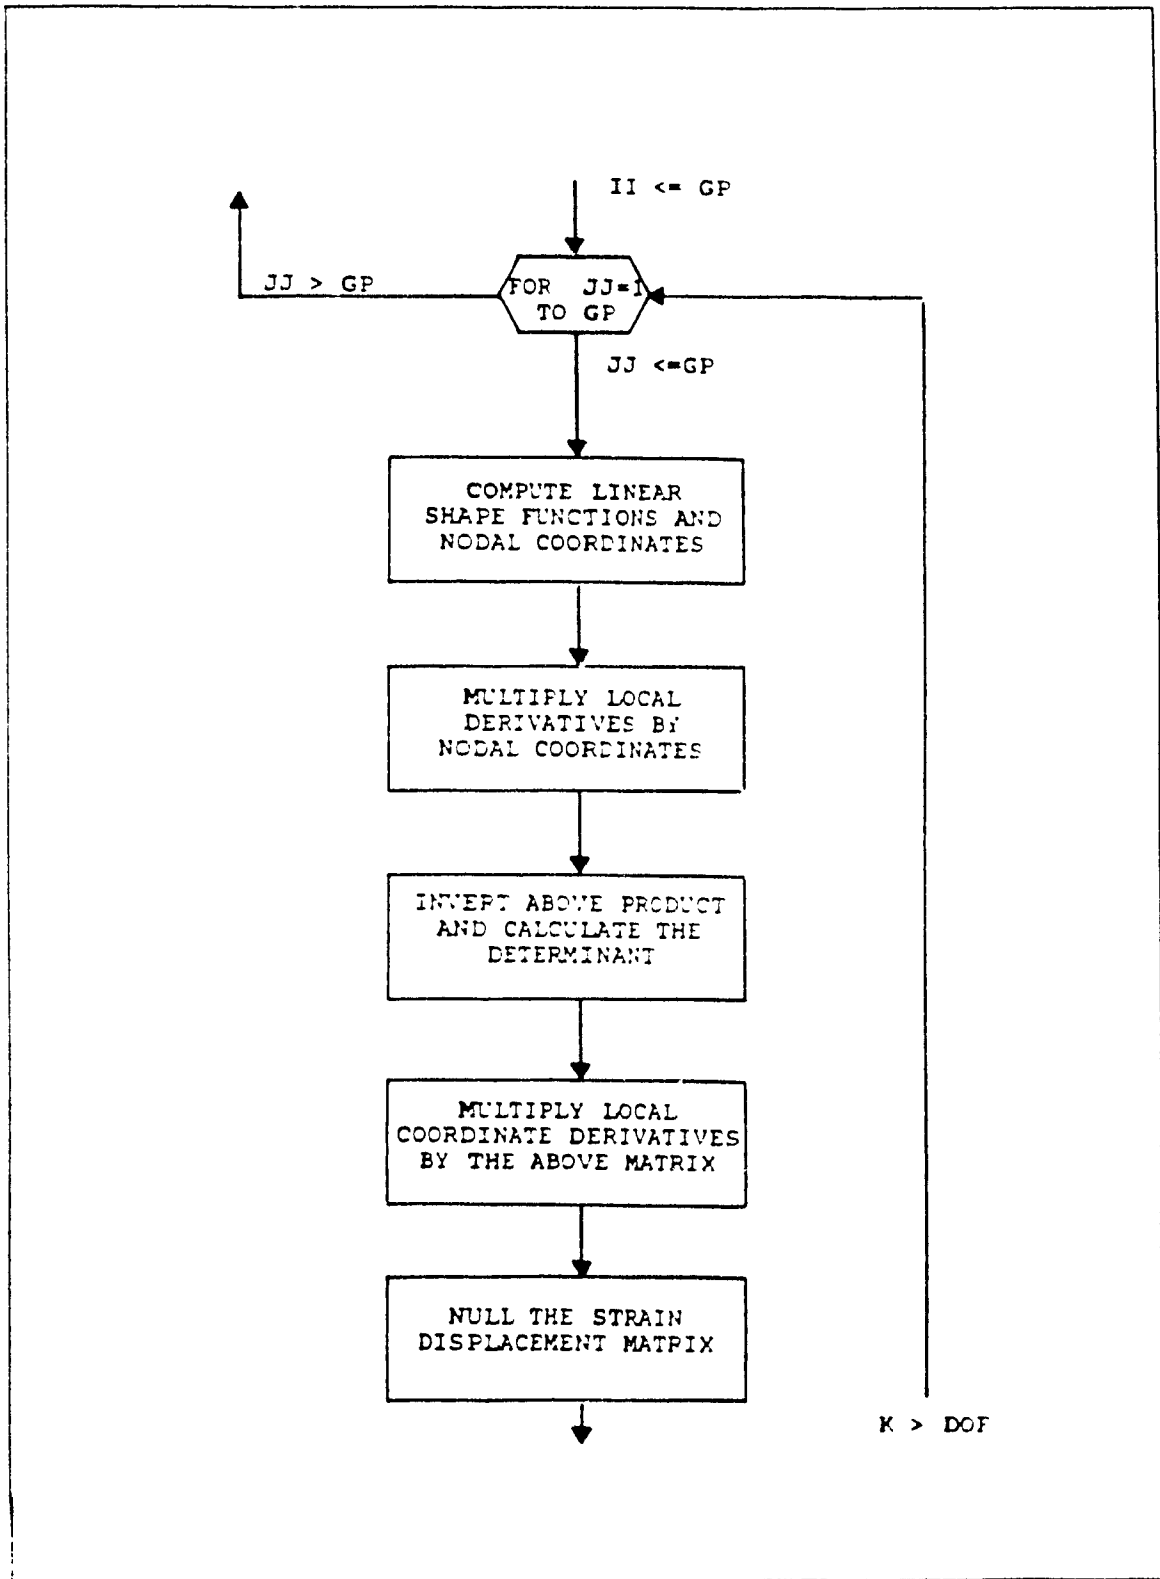 II <= GP
JJ > GP
FOR JJ=1
TO GP
JJ <=GP
COMPUTE LINEAR
SHAPE FUNCTIONS AND
NODAL COORDINATES
MULTIPLY LOCAL
DERIVATIVES BY
NODAL COORDINATES
INVERT ABOVE PRODUCT
AND CALCULATE THE
DETERMINANT
MULTIPLY LOCAL
COORDINATE DERIVATIVES
BY THE ABOVE MATRIX
NULL THE STRAIN
DISPLACEMENT MATRIX
K > DOF